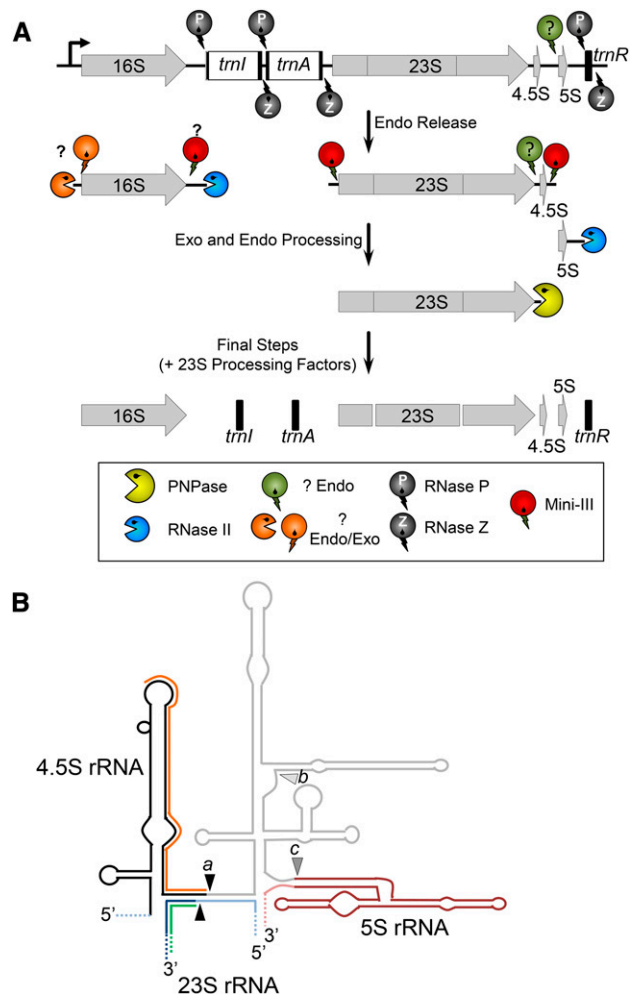 A
P
P
?
P
trnR
16S
trnI
trnA
23S
4.5S
5S
Z
Z
Z
Endo Release
?
?
?
16S
23S
4.5S
5S
Exo and Endo Processing
23S
Final Steps
(+ 23S Processing Factors)
5S
16S
23S
trnI
trnA
4.5S
trnR
PNPase
? Endo
P
RNase P
Mini-III
RNase II
?
Endo/Exo
Z
RNase Z
B
4.5S rRNA
b
a
c
5'
3'
5'
3'
5S rRNA
23S rRNA